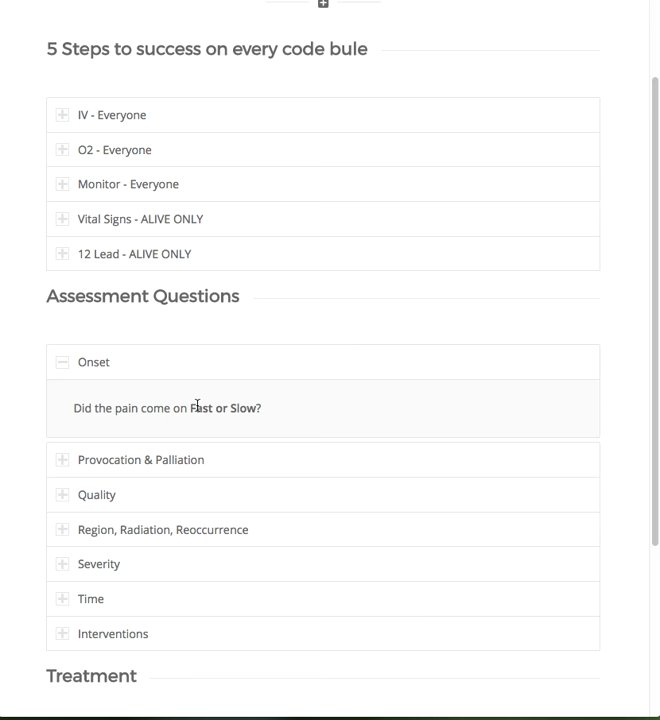 5 Steps to success on every code bule
IV - Everyone
O2 - Everyone
Monitor - Everyone
Vital Signs - ALIVE ONLY
12 Lead - ALIVE ONLY
Assessment Questions
Onset
Did the pain come on Fast or Slow?
Provocation & Palliation
Quality
Region, Radiation, Reoccurrence
Severity
Time
Interventions
Treatment